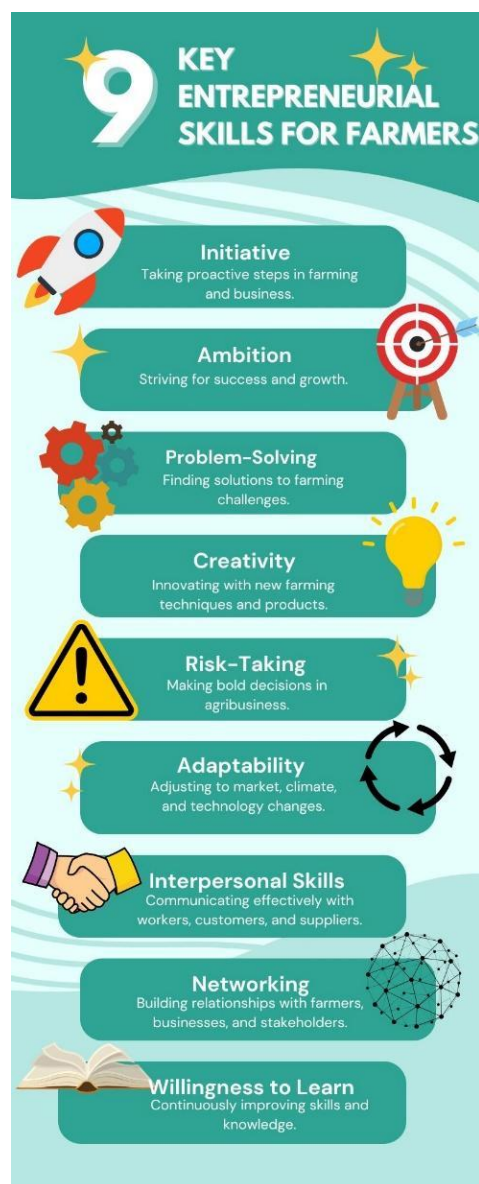 9
KEY
ENTREPRENEURIAL
SKILLS FOR FARMERS
Initiative
Taking proactive steps in farming
and business.
Ambition
Striving for success and growth.
Problem-Solving
Finding solutions to farming
challenges.
Creativity
Innovating with new farming
techniques and products.
Risk-Taking
Making bold decisions in
agribusiness.
Adaptability
Adjusting to market, climate,
and technology changes.
Interpersonal Skills
Communicating effectively with
workers, customers, and suppliers.
Networking
Building relationships with farmers,
businesses, and stakeholders.
Willingness to Learn
Continuously improving skills and
knowledge.